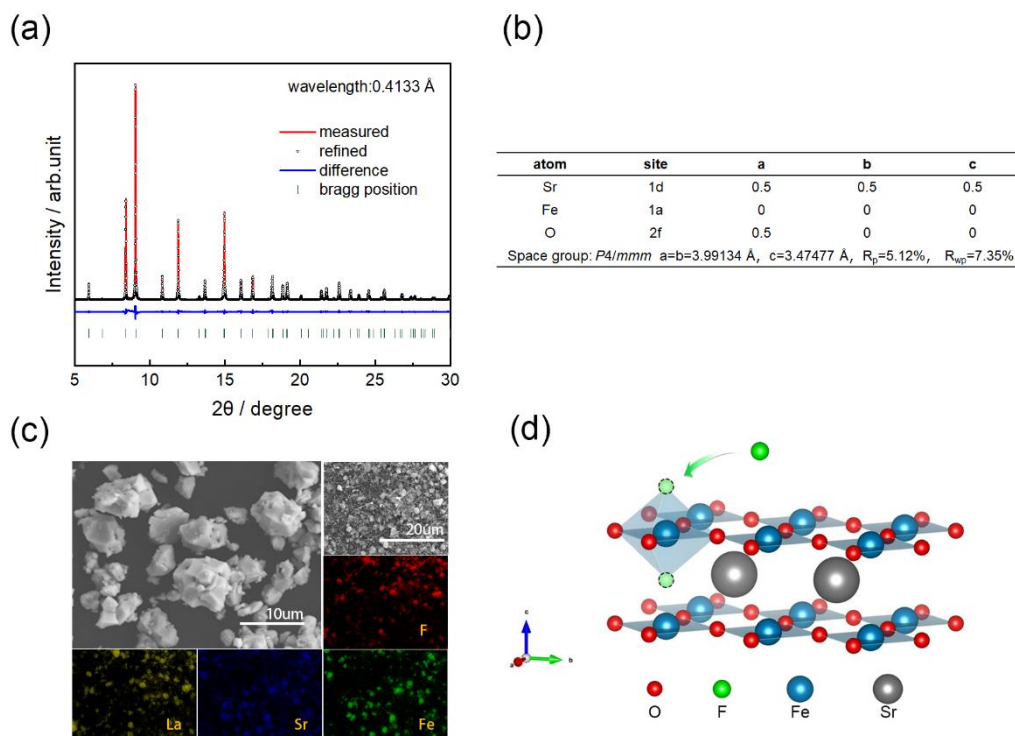 (a)
wavelength:0.4133 Å
measured
refined
difference
bragg position
Intensity / arb.unit
5 10 15 20 25 30
2θ / degree
(b)
atom site a b c
Sr 1d 0.5 0.5 0.5
Fe 1a 0 0 0
O 2f 0.5 0 0
Space group: P4/mmm a=b=3.99134 Å, c=3.47477 Å, Rp=5.12%, Rwp=7.35%
(c)
10um
20um
F
La
Sr
Fe
(d)
c
a
b
O F Fe Sr